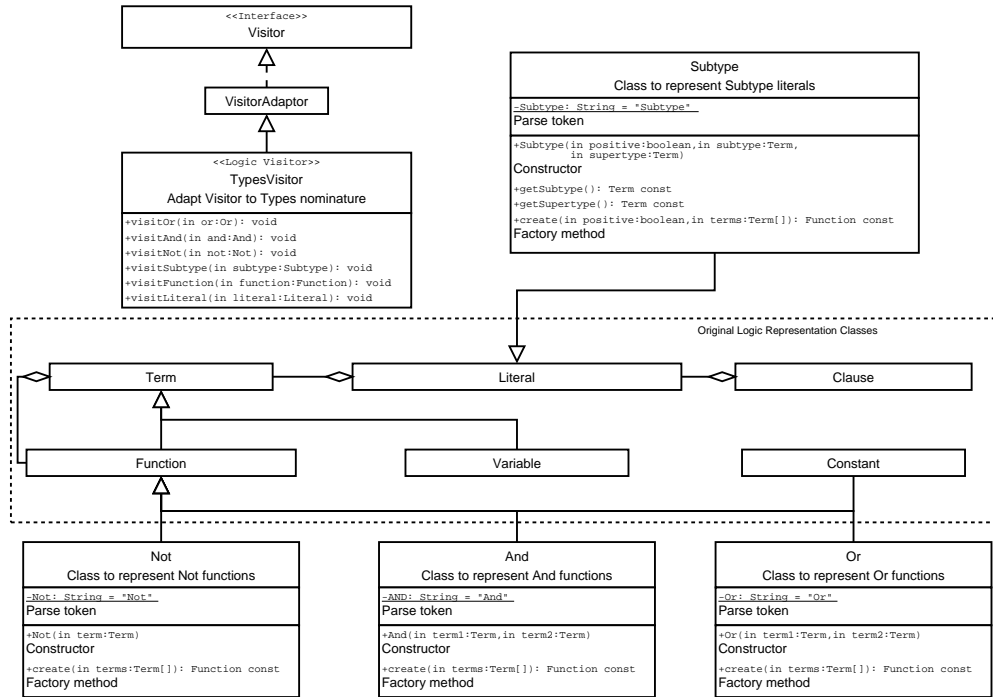 <<Interface>>
Visitor
VisitorAdaptor
<<Logic Visitor>>
TypesVisitor
Adapt Visitor to Types nominature
+visitOr(in or:Or): void
+visitAnd(in and:And): void
+visitNot(in not:Not): void
+visitSubtype(in subtype:Subtype): void
+visitFunction(in function:Function): void
+visitLiteral(in literal:Literal): void
Subtype
Class to represent Subtype literals
-Subtype: String = "Subtype"
Parse token
+Subtype(in positive:boolean,in subtype:Term,
in supertype:Term)
Constructor
+getSubtype(): Term const
+getSupertype(): Term const
+create(in positive:boolean,in terms:Term[]): Function const
Factory method
Original Logic Representation Classes
Term
Literal
Clause
Function
Variable
Constant
Not
Class to represent Not functions
-Not: String = "Not"
Parse token
+Not(in term:Term)
Constructor
+create(in terms:Term[]): Function const
Factory method
And
Class to represent And functions
-AND: String = "And"
Parse token
+And(in term1:Term,in term2:Term)
Constructor
+create(in terms:Term[]): Function const
Factory method
Or
Class to represent Or functions
-Or: String = "Or"
Parse token
+Or(in term1:Term,in term2:Term)
Constructor
+create(in terms:Term[]): Function const
Factory method